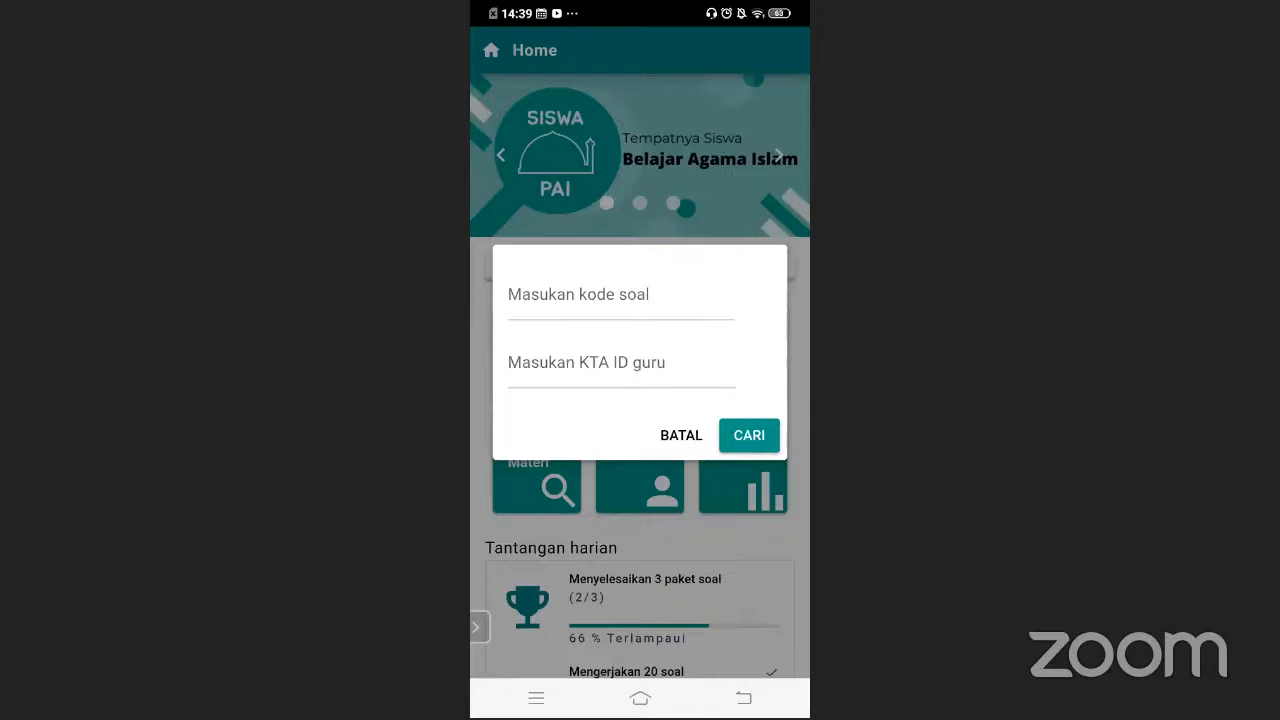 14:39
63
Home
SISWA
PAI
Tempatnya Siswa
Belajar Agama Islam
Masukan kode soal
Masukan KTA ID guru
BATAL
CARI
Materi
Tantangan harian
Menyelesaikan 3 paket soal
(2/3)
66 % Terlampaui
Mengerjakan 20 soal
zoom